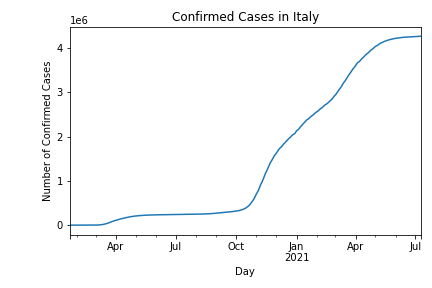 Confirmed Cases in Italy
1e6
4
3
2
1
0
Number of Confirmed Cases
Apr Jul Oct Jan Apr Jul
2021
Day